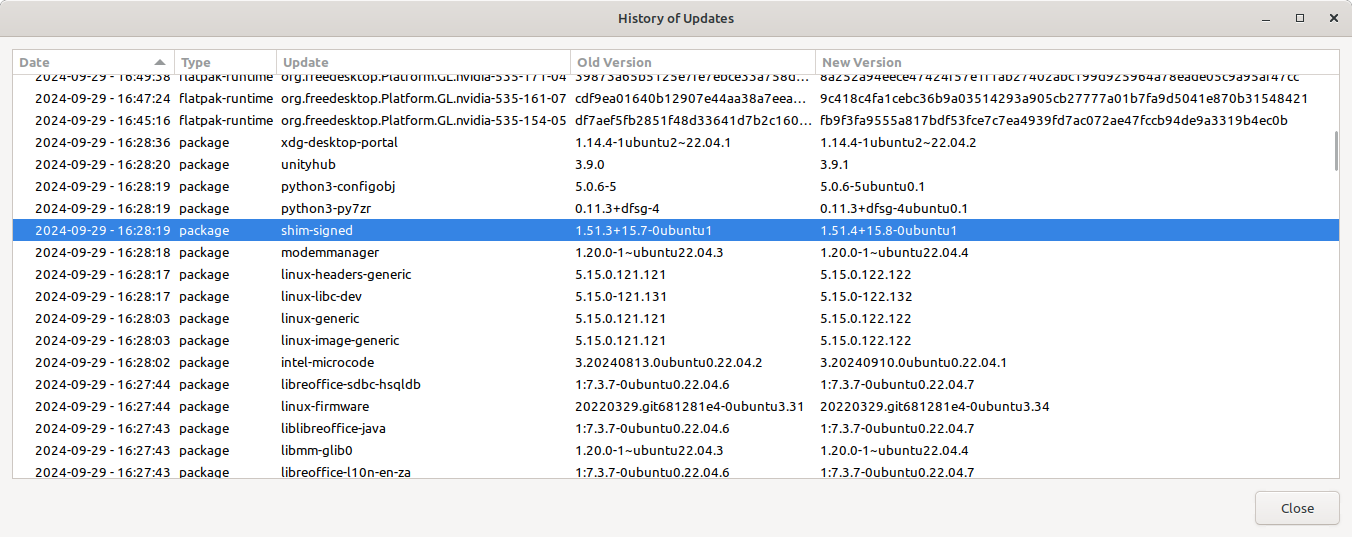 History of Updates
Date Type Update Old Version New Version
2024-09-29 - 16:49:38 flatpak-runtime org.freedesktop.Platform.GL.nvidia-535-171-04
2024-09-29 - 16:47:24 flatpak-runtime org.freedesktop.Platform.GL.nvidia-535-161-07 cdf9ea01640b12907e44aa38a7eea... 9c418c4fa1cebc36b9a03514293a905cb27777a01b7fa9d5041e870b31548421
2024-09-29 - 16:45:16 flatpak-runtime org.freedesktop.Platform.GL.nvidia-535-154-05 df7aef5fb2851f48d33641d7b2c160... fb9f3fa9555a817bdf53fce7c7ea4939fd7ac072ae47fccb94de9a3319b4ec0b
2024-09-29 - 16:28:36 package xdg-desktop-portal 1.14.4-1ubuntu2~22.04.1 1.14.4-1ubuntu2~22.04.2
2024-09-29 - 16:28:20 package unityhub 3.9.0 3.9.1
2024-09-29 - 16:28:19 package python3-configobj 5.0.6-5 5.0.6-5ubuntu0.1
2024-09-29 - 16:28:19 package python3-py7zr 0.11.3+dfsg-4 0.11.3+dfsg-4ubuntu0.1
2024-09-29 - 16:28:19 package shim-signed 1.51.3+15.7-0ubuntu1 1.51.4+15.8-0ubuntu1
2024-09-29 - 16:28:18 package modemmanager 1.20.0-1~ubuntu22.04.3 1.20.0-1~ubuntu22.04.4
2024-09-29 - 16:28:17 package linux-headers-generic 5.15.0.121.121 5.15.0.122.122
2024-09-29 - 16:28:17 package linux-libc-dev 5.15.0-121.131 5.15.0-122.132
2024-09-29 - 16:28:03 package linux-generic 5.15.0.121.121 5.15.0.122.122
2024-09-29 - 16:28:03 package linux-image-generic 5.15.0.121.121 5.15.0.122.122
2024-09-29 - 16:28:02 package intel-microcode 3.20240813.0ubuntu0.22.04.2 3.20240910.0ubuntu0.22.04.1
2024-09-29 - 16:27:44 package libreoffice-sdbc-hsqldb 1:7.3.7-0ubuntu0.22.04.6 1:7.3.7-0ubuntu0.22.04.7
2024-09-29 - 16:27:44 package linux-firmware 20220329.git681281e4-0ubuntu3.31 20220329.git681281e4-0ubuntu3.34
2024-09-29 - 16:27:43 package liblibreoffice-java 1:7.3.7-0ubuntu0.22.04.6 1:7.3.7-0ubuntu0.22.04.7
2024-09-29 - 16:27:43 package libmm-glib0 1.20.0-1~ubuntu22.04.3 1.20.0-1~ubuntu22.04.4
2024-09-29 - 16:27:43 package libreoffice-l10n-en-za 1:7.3.7-0ubuntu0.22.04.6 1:7.3.7-0ubuntu0.22.04.7
Close